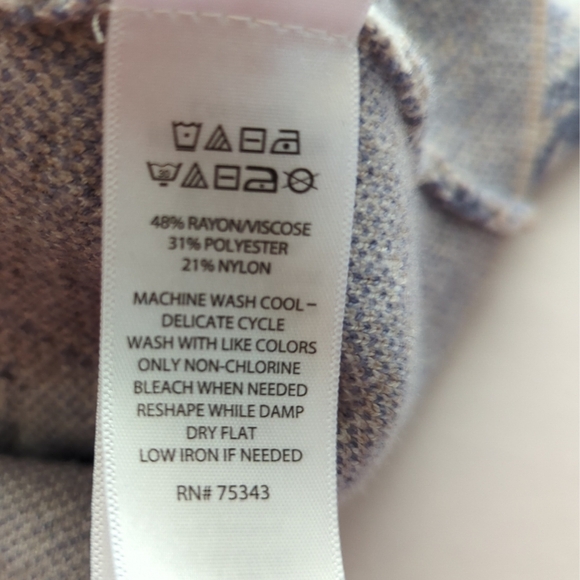 48% RAYON/VISCOSE
31% POLYESTER
21% NYLON
MACHINE WASH COOL –
DELICATE CYCLE
WASH WITH LIKE COLORS
ONLY NON-CHLORINE
BLEACH WHEN NEEDED
RESHAPE WHILE DAMP
DRY FLAT
LOW IRON IF NEEDED
RN# 75343